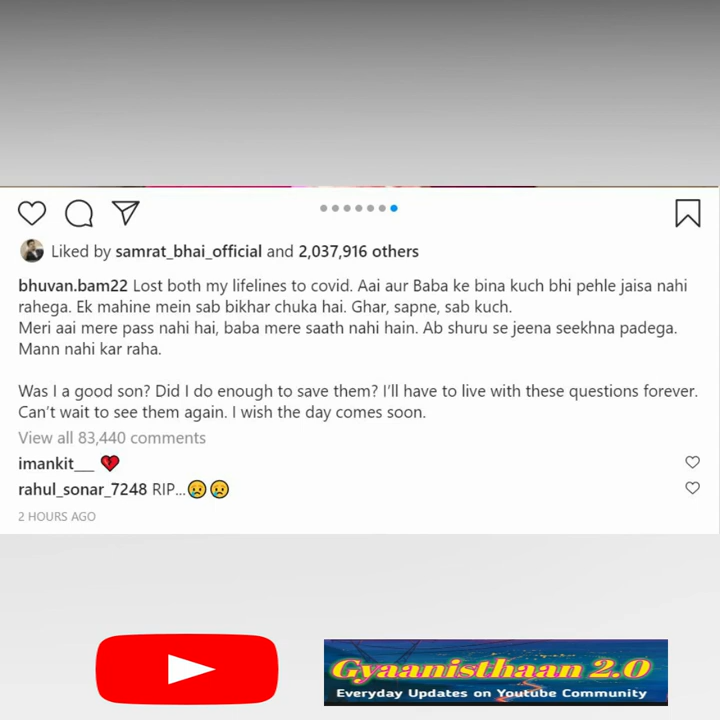 Liked by samrat_bhai_official and 2,037,916 others
bhuvan.bam22 Lost both my lifelines to covid. Aai aur Baba ke bina kuch bhi pehle jaisa nahi
rahega. Ek mahine mein sab bikhar chuka hai. Ghar, sapne, sab kuch.
Meri aai mere pass nahi hai, baba mere saath nahi hain. Ab shuru se jeena seekhna padega.
Mann nahi kar raha.
Was I a good son? Did I do enough to save them? I'll have to live with these questions forever.
Can't wait to see them again. I wish the day comes soon.
View all 83,440 comments
imankit___ 💔
rahul_sonar_7248 RIP...😢😢
2 HOURS AGO
Gyaanisthaan 2.0
Everyday Updates on Youtube Community